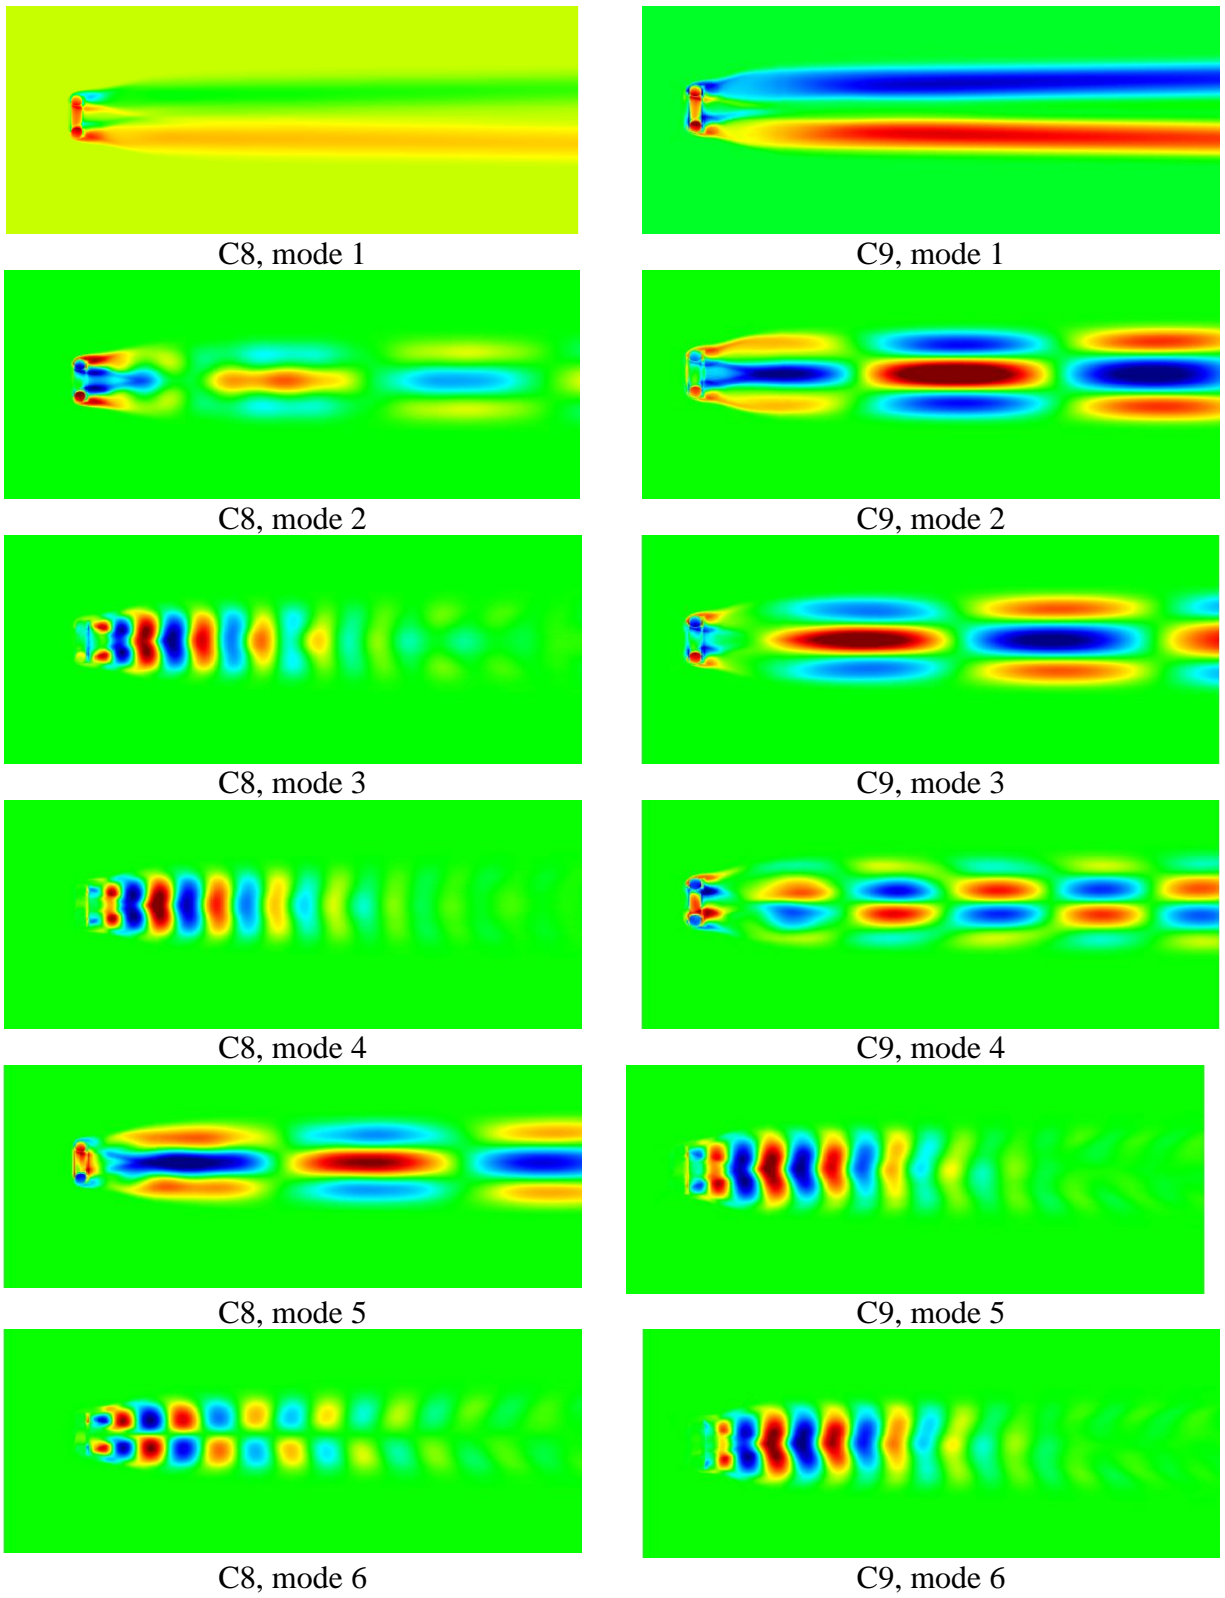 C8, mode 1
C9, mode 1
C8, mode 2
C9, mode 2
C8, mode 3
C9, mode 3
C8, mode 4
C9, mode 4
C8, mode 5
C9, mode 5
C8, mode 6
C9, mode 6